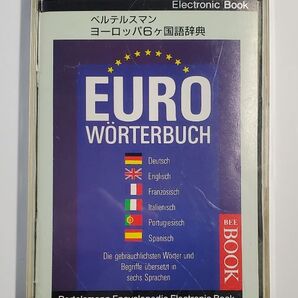 Electronic Book
ベルテルスマン
ヨーロッパ6ヶ国語辞典
EURO
WÖRTERBUCH
Deutsch
Englisch
Französisch
Italienisch
Portugiesisch
Spanisch
BEE
BOOK
Die gebräuchlichsten Wörter und
Begriffe übersetzt in
sechs Sprachen
Bertelsmann Encyclopedia Electronic Book